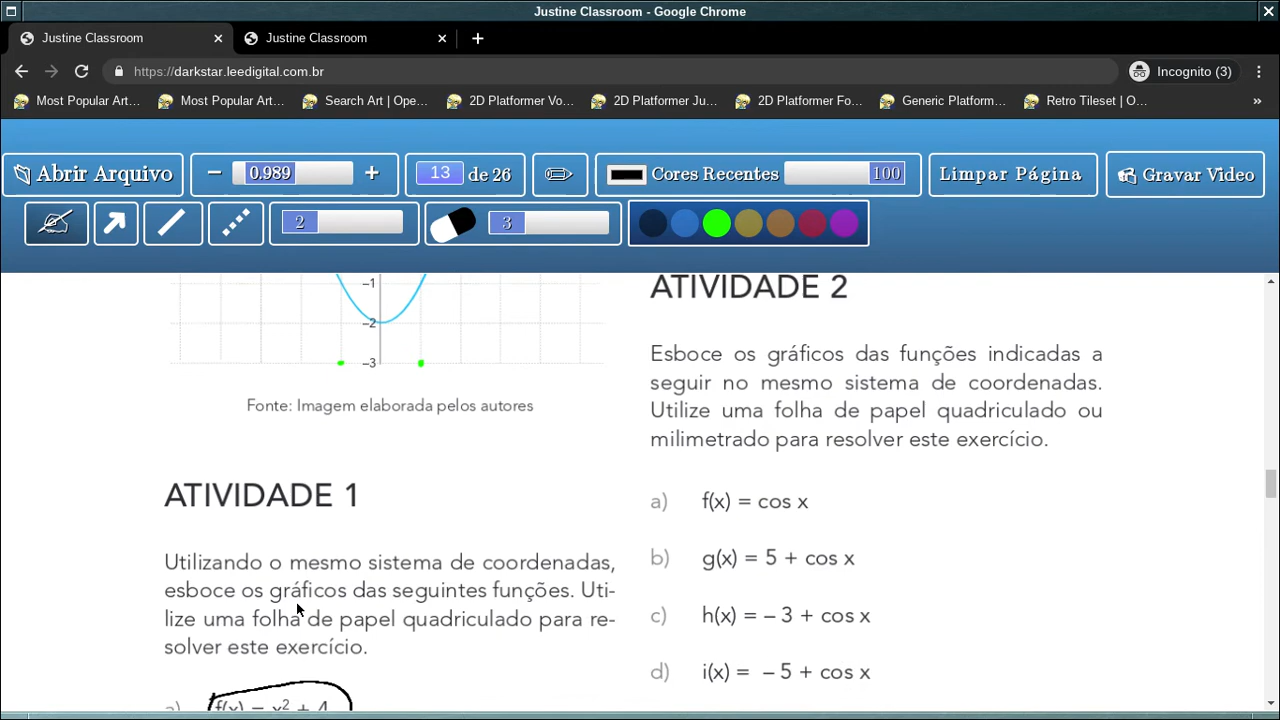 Justine Classroom - Google Chrome
Justine Classroom
Justine Classroom
https://darkstar.leedigital.com.br
Incognito (3)
Most Popular Art...
Most Popular Art...
Search Art | Ope...
2D Platformer Vo...
2D Platformer Ju...
2D Platformer Fo...
Generic Platform...
Retro Tileset | O...
»
Abrir Arquivo
− 0,989 +
13 de 26
Cores Recentes 100
Limpar Página
Gravar Video
2
3
−1
−2
−3
Fonte: Imagem elaborada pelos autores
ATIVIDADE 1
Utilizando o mesmo sistema de coordenadas,
esboce os gráficos das seguintes funções. Uti-
lize uma folha de papel quadriculado para re-
solver este exercício.
a) f(x) = x² + 4
ATIVIDADE 2
Esboce os gráficos das funções indicadas a
seguir no mesmo sistema de coordenadas.
Utilize uma folha de papel quadriculado ou
milimetrado para resolver este exercício.
a) f(x) = cos x
b) g(x) = 5 + cos x
c) h(x) = – 3 + cos x
d) i(x) = – 5 + cos x